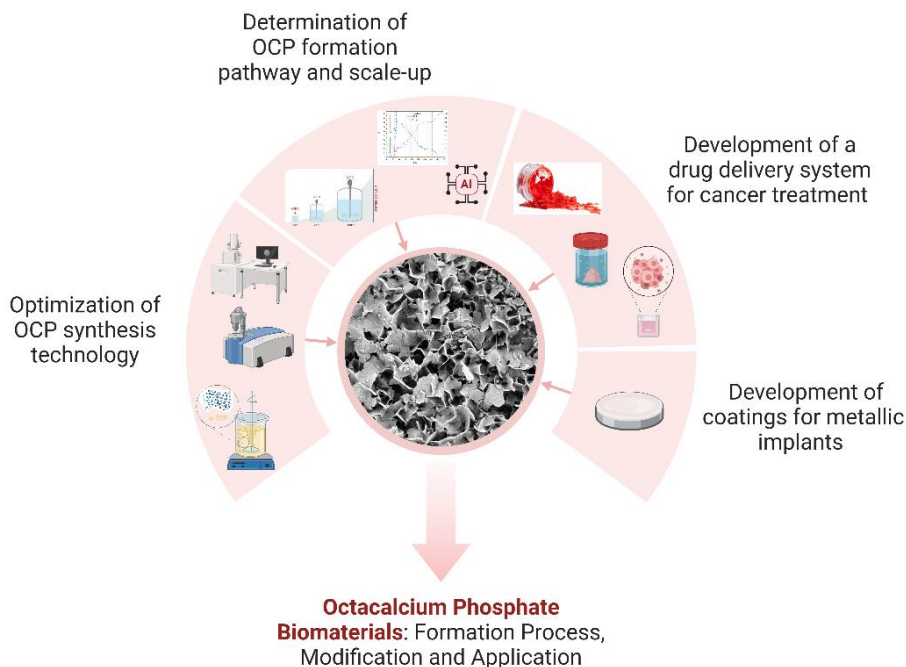 Determination of
OCP formation
pathway and scale-up
Development of a
drug delivery system
for cancer treatment
AI
Optimization of
OCP synthesis
technology
α-TCP
Development of
coatings for metallic
implants
Octacalcium Phosphate
Biomaterials: Formation Process,
Modification and Application